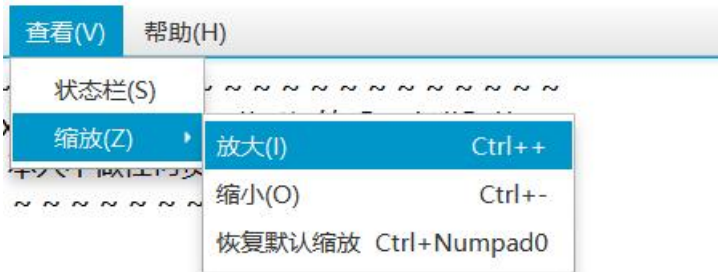 查看(V) 帮助(H)
状态栏(S)
~ ~ ~ ~ ~ ~ ~ ~ ~ ~ ~ ~ ~
缩放(Z)
放大(I) Ctrl++
缩小(O) Ctrl+-
~ ~ ~ ~ ~ ~ ~
恢复默认缩放 Ctrl+Numpad0